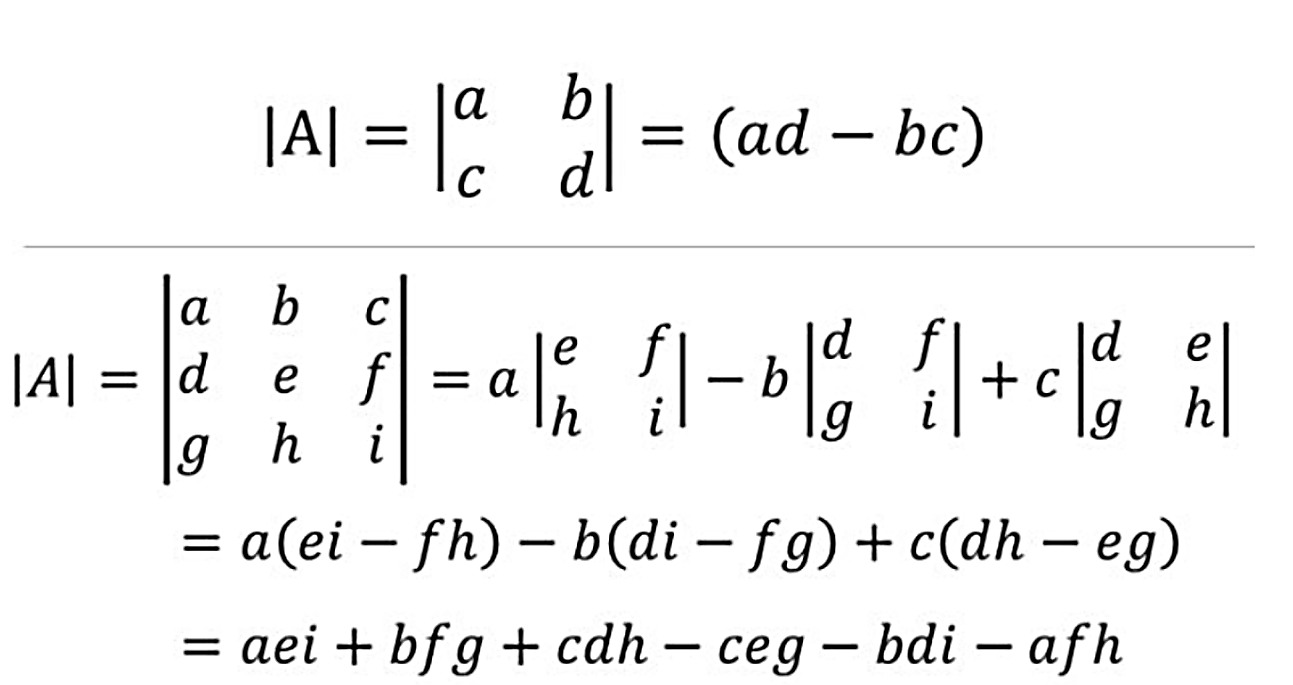 |A| = |a b; c d| = (ad − bc)
|A| = |a b c; d e f; g h i| = a |e f; h i| − b |d f; g i| + c |d e; g h|
= a(ei − fh) − b(di − fg) + c(dh − eg)
= aei + bfg + cdh − ceg − bdi − afh